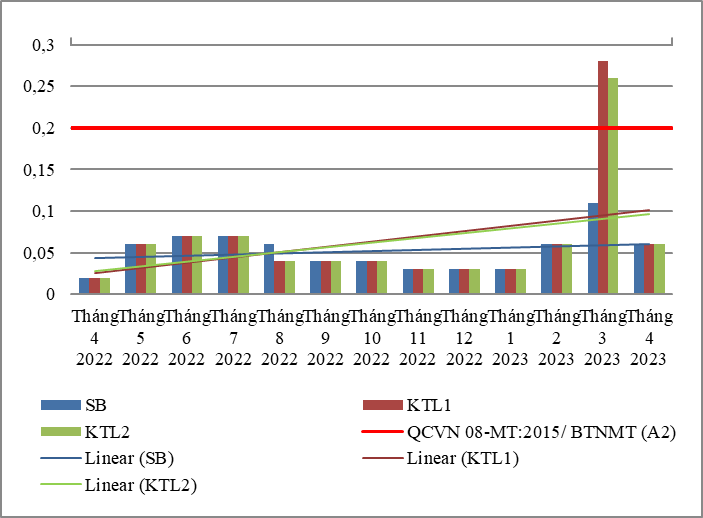 0,3
0,25
0,2
0,15
0,1
0,05
0
Tháng Tháng Tháng Tháng Tháng Tháng Tháng Tháng Tháng Tháng Tháng Tháng Tháng
4 5 6 7 8 9 10 11 12 1 2 3 4
2022 2022 2022 2022 2022 2022 2022 2022 2022 2023 2023 2023 2023
SB KTL1
KTL2 QCVN 08-MT:2015/ BTNMT (A2)
Linear (SB) Linear (KTL1)
Linear (KTL2)